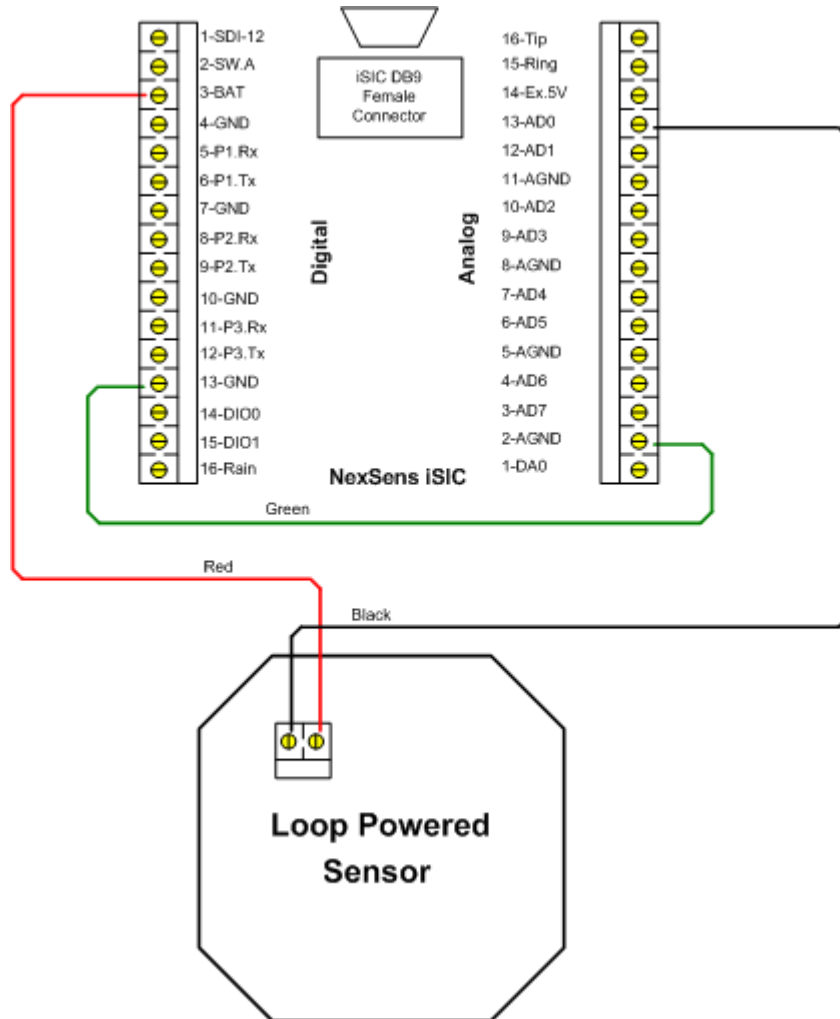 1-SDI-12
2-SW.A
3-BAT
4-GND
5-P1.Rx
6-P1.Tx
7-GND
8-P2.Rx
9-P2.Tx
10-GND
11-P3.Rx
12-P3.Tx
13-GND
14-DIO0
15-DIO1
16-Rain
iSIC DB9
Female
Connector
Digital
Analog
16-Tip
15-Ring
14-Ex.5V
13-AD0
12-AD1
11-AGND
10-AD2
9-AD3
8-AGND
7-AD4
6-AD5
5-AGND
4-AD6
3-AD7
2-AGND
1-DA0
NexSens iSIC
Green
Red
Black
Loop Powered
Sensor